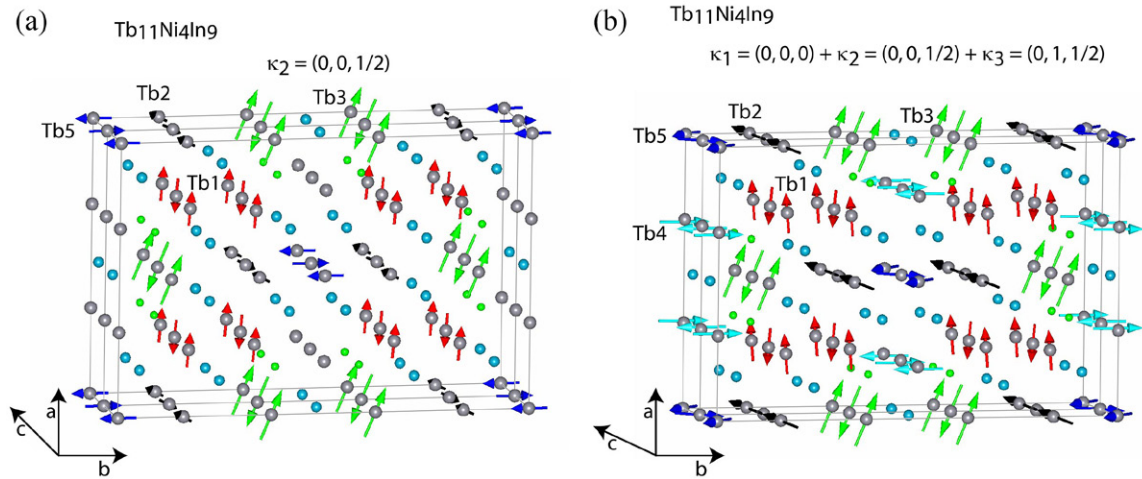 (a)
Tb11Ni4In9
κ2 = (0, 0, 1/2)
Tb2
Tb3
Tb5
Tb1
a
c
b
(b)
Tb11Ni4In9
κ1 = (0, 0, 0) + κ2 = (0, 0, 1/2) + κ3 = (0, 1, 1/2)
Tb2
Tb3
Tb5
Tb1
Tb4
a
c
b